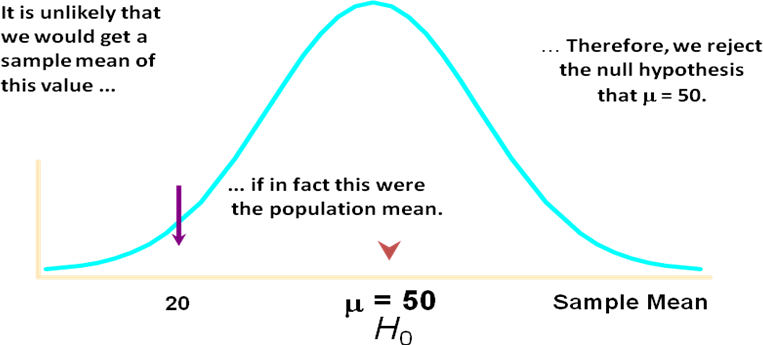 It is unlikely that
we would get a
sample mean of
this value ...
... Therefore, we reject
the null hypothesis
that μ = 50.
... if in fact this were
the population mean.
20
μ = 50
H0
Sample Mean